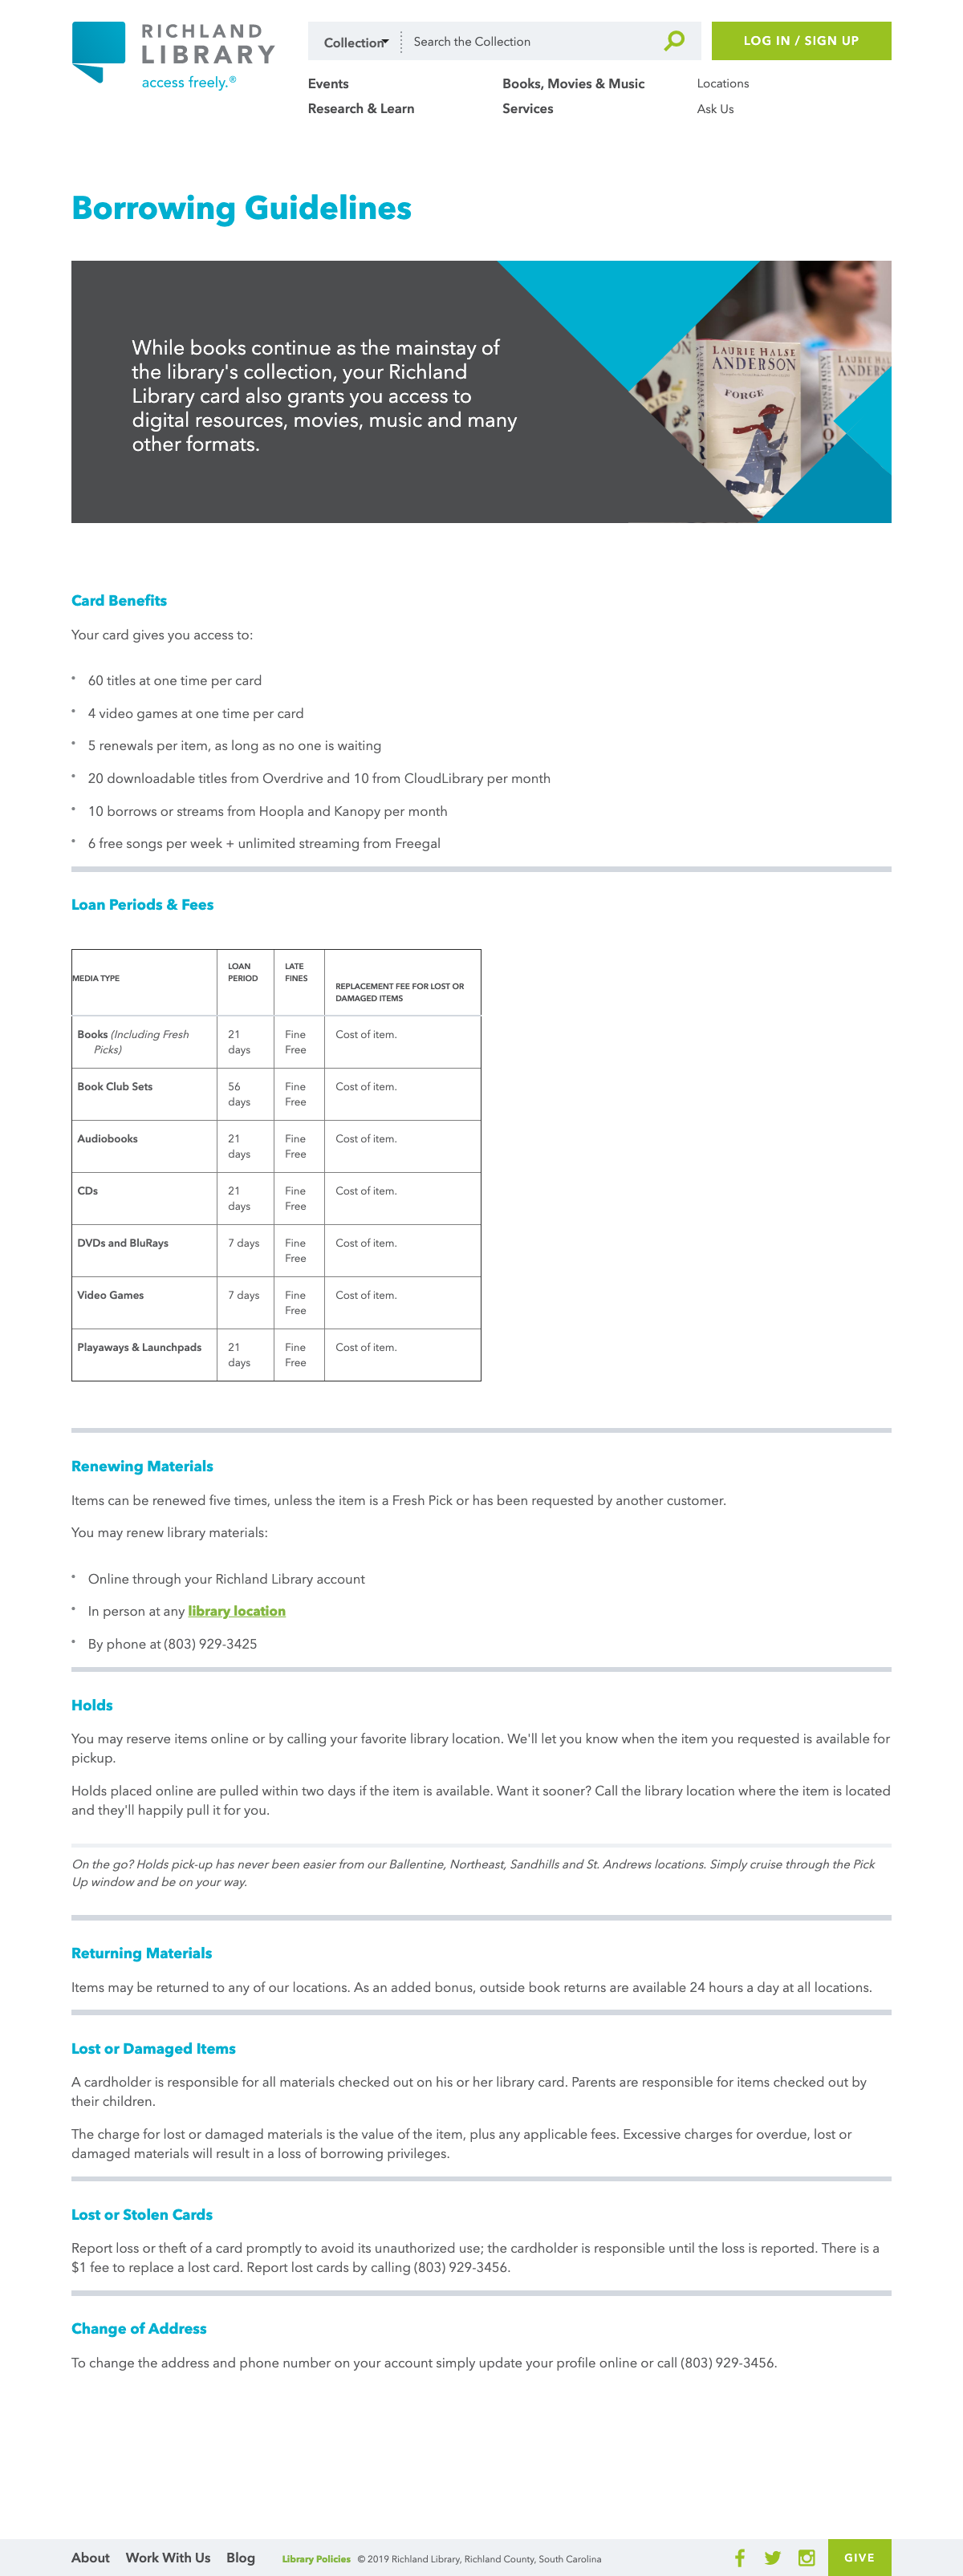 RICHLAND
LIBRARY
access freely.®
Collection
Search the Collection
LOG IN / SIGN UP
Events
Books, Movies & Music
Locations
Research & Learn
Services
Ask Us
Borrowing Guidelines
While books continue as the mainstay of
the library's collection, your Richland
Library card also grants you access to
digital resources, movies, music and many
other formats.
LAURIE HALSE
ANDERSON
FORGE
Card Benefits
Your card gives you access to:
60 titles at one time per card
4 video games at one time per card
5 renewals per item, as long as no one is waiting
20 downloadable titles from Overdrive and 10 from CloudLibrary per month
10 borrows or streams from Hoopla and Kanopy per month
6 free songs per week + unlimited streaming from Freegal
Loan Periods & Fees
MEDIA TYPE
LOAN
PERIOD
LATE
FINES
REPLACEMENT FEE FOR LOST OR
DAMAGED ITEMS
Books (Including Fresh
Picks)
21
days
Fine
Free
Cost of item.
Book Club Sets
56
days
Fine
Free
Cost of item.
Audiobooks
21
days
Fine
Free
Cost of item.
CDs
21
days
Fine
Free
Cost of item.
DVDs and BluRays
7 days
Fine
Free
Cost of item.
Video Games
7 days
Fine
Free
Cost of item.
Playaways & Launchpads
21
days
Fine
Free
Cost of item.
Renewing Materials
Items can be renewed five times, unless the item is a Fresh Pick or has been requested by another customer.
You may renew library materials:
Online through your Richland Library account
In person at any library location
By phone at (803) 929-3425
Holds
You may reserve items online or by calling your favorite library location. We'll let you know when the item you requested is available for
pickup.
Holds placed online are pulled within two days if the item is available. Want it sooner? Call the library location where the item is located
and they'll happily pull it for you.
On the go? Holds pick-up has never been easier from our Ballentine, Northeast, Sandhills and St. Andrews locations. Simply cruise through the Pick
Up window and be on your way.
Returning Materials
Items may be returned to any of our locations. As an added bonus, outside book returns are available 24 hours a day at all locations.
Lost or Damaged Items
A cardholder is responsible for all materials checked out on his or her library card. Parents are responsible for items checked out by
their children.
The charge for lost or damaged materials is the value of the item, plus any applicable fees. Excessive charges for overdue, lost or
damaged materials will result in a loss of borrowing privileges.
Lost or Stolen Cards
Report loss or theft of a card promptly to avoid its unauthorized use; the cardholder is responsible until the loss is reported. There is a
$1 fee to replace a lost card. Report lost cards by calling (803) 929-3456.
Change of Address
To change the address and phone number on your account simply update your profile online or call (803) 929-3456.
About
Work With Us
Blog
Library Policies
© 2019 Richland Library, Richland County, South Carolina
GIVE